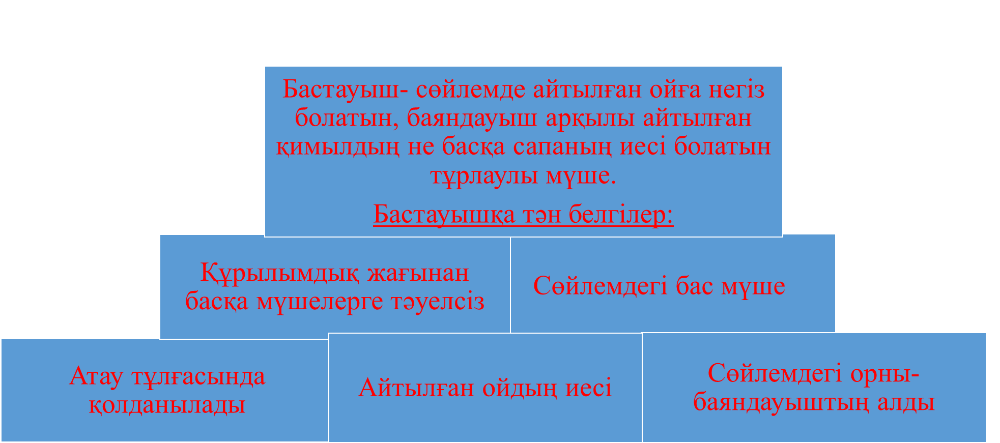 Бастауыш- сөйлемде айтылған ойға негіз
болатын, баяндауыш арқылы айтылған
қимылдың не басқа сапаның иесі болатын
тұрлаулы мүше.
Бастауышқа тән белгілер:
Құрылымдық жағынан
басқа мүшелерге тәуелсіз
Сөйлемдегі бас мүше
Атау тұлғасында
қолданылады
Айтылған ойдың иесі
Сөйлемдегі орны-
баяндауыштың алды